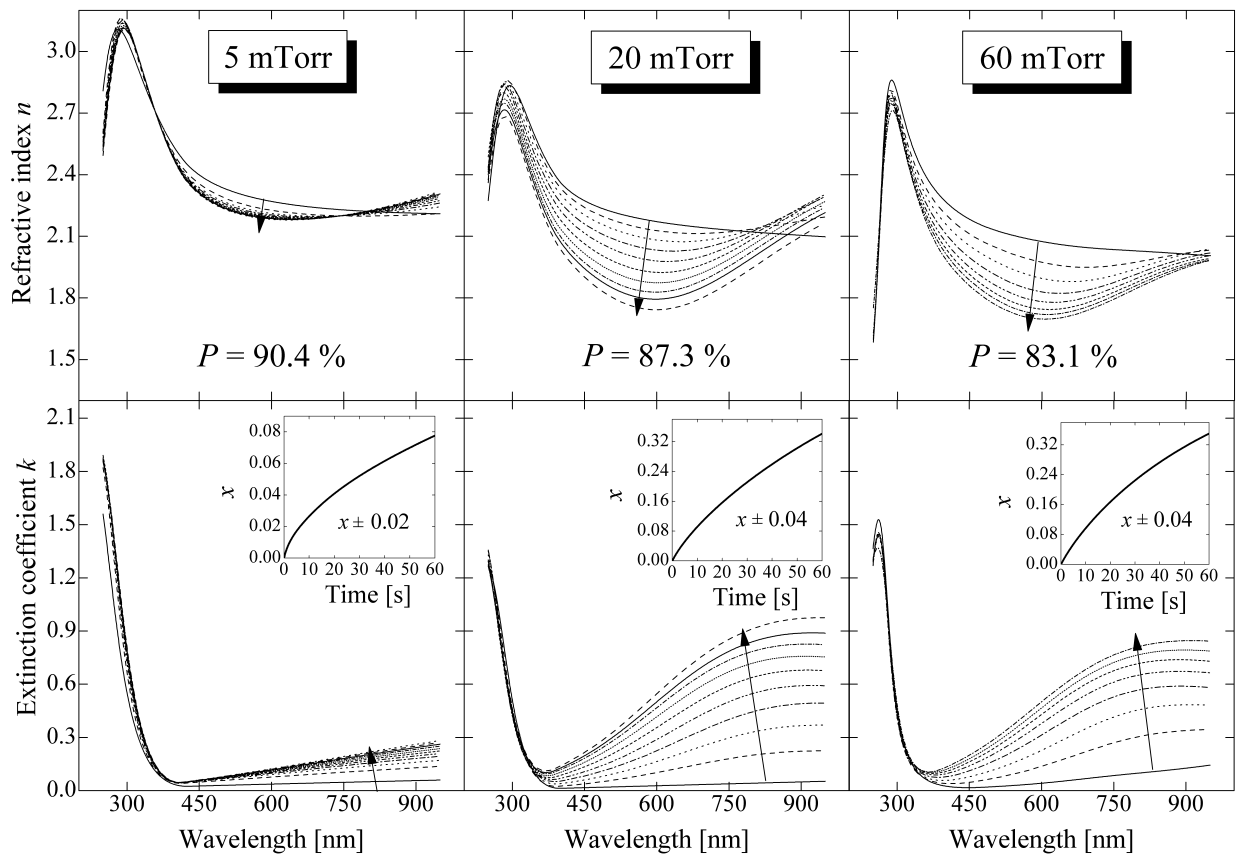 5 mTorr
20 mTorr
60 mTorr
Refractive index n
3.0
2.7
2.4
2.1
1.8
1.5
P = 90.4 %
P = 87.3 %
P = 83.1 %
Extinction coefficient k
2.1
1.8
1.5
1.2
0.9
0.6
0.3
0.0
x
0.08
0.06
0.04
0.02
0.00
x ± 0.02
0 10 20 30 40 50 60
Time [s]
x
0.32
0.24
0.16
0.08
0.00
x ± 0.04
0 10 20 30 40 50 60
Time [s]
x
0.32
0.24
0.16
0.08
0.00
x ± 0.04
0 10 20 30 40 50 60
Time [s]
300 450 600 750 900
300 450 600 750 900
300 450 600 750 900
Wavelength [nm]
Wavelength [nm]
Wavelength [nm]